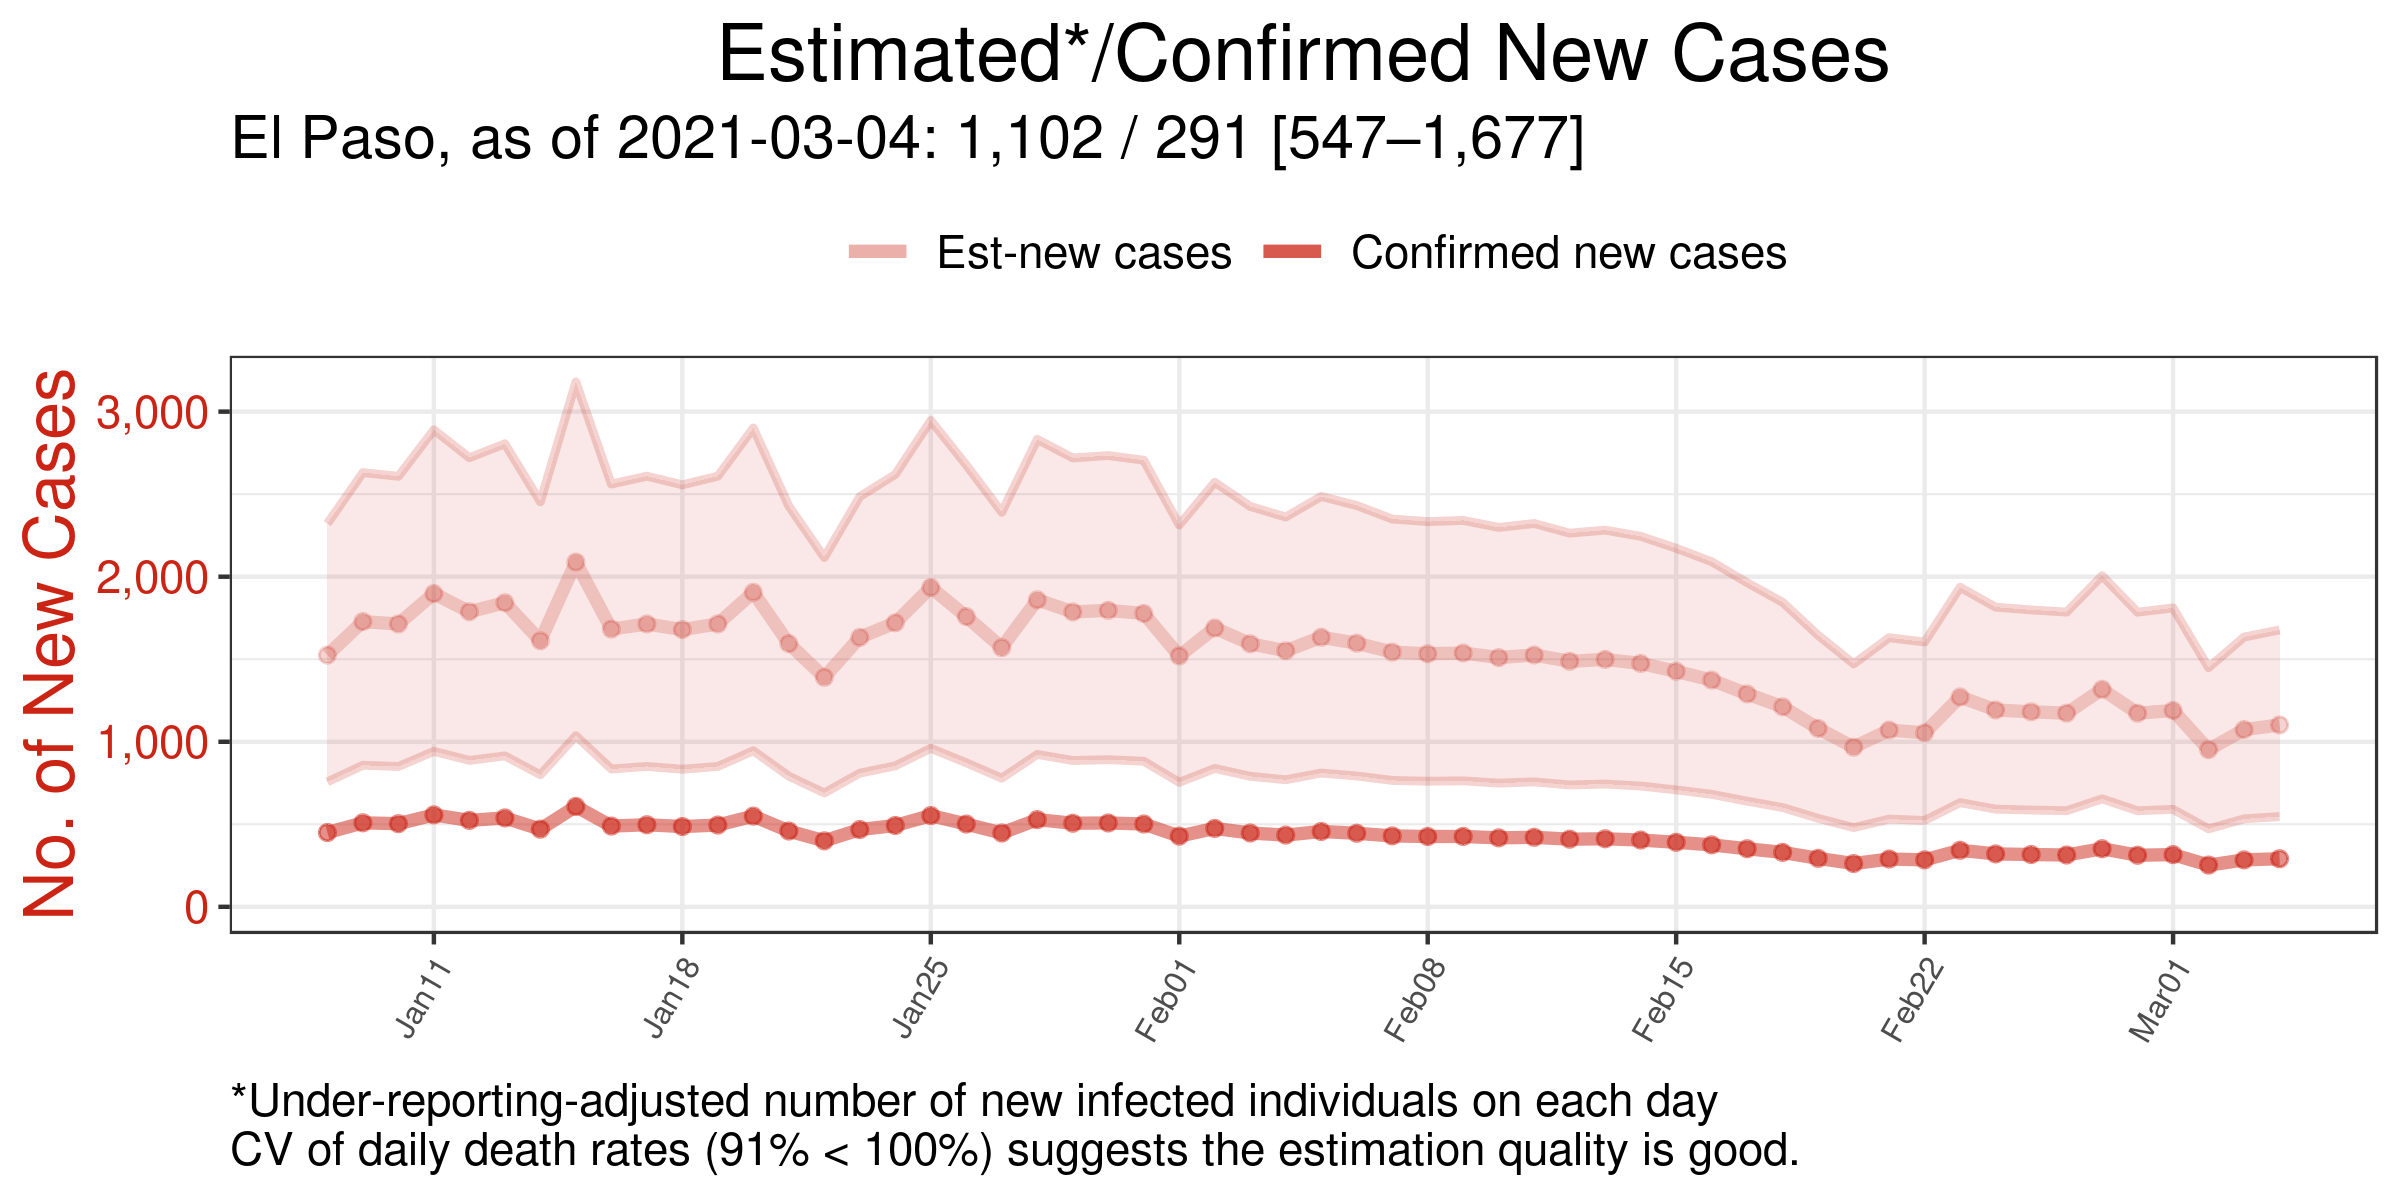 Estimated*/Confirmed New Cases
El Paso, as of 2021-03-04: 1,102 / 291 [547–1,677]
Est-new cases
Confirmed new cases
No. of New Cases
3,000
2,000
1,000
0
Jan11
Jan18
Jan25
Feb01
Feb08
Feb15
Feb22
Mar01
*Under-reporting-adjusted number of new infected individuals on each day
CV of daily death rates (91% < 100%) suggests the estimation quality is good.